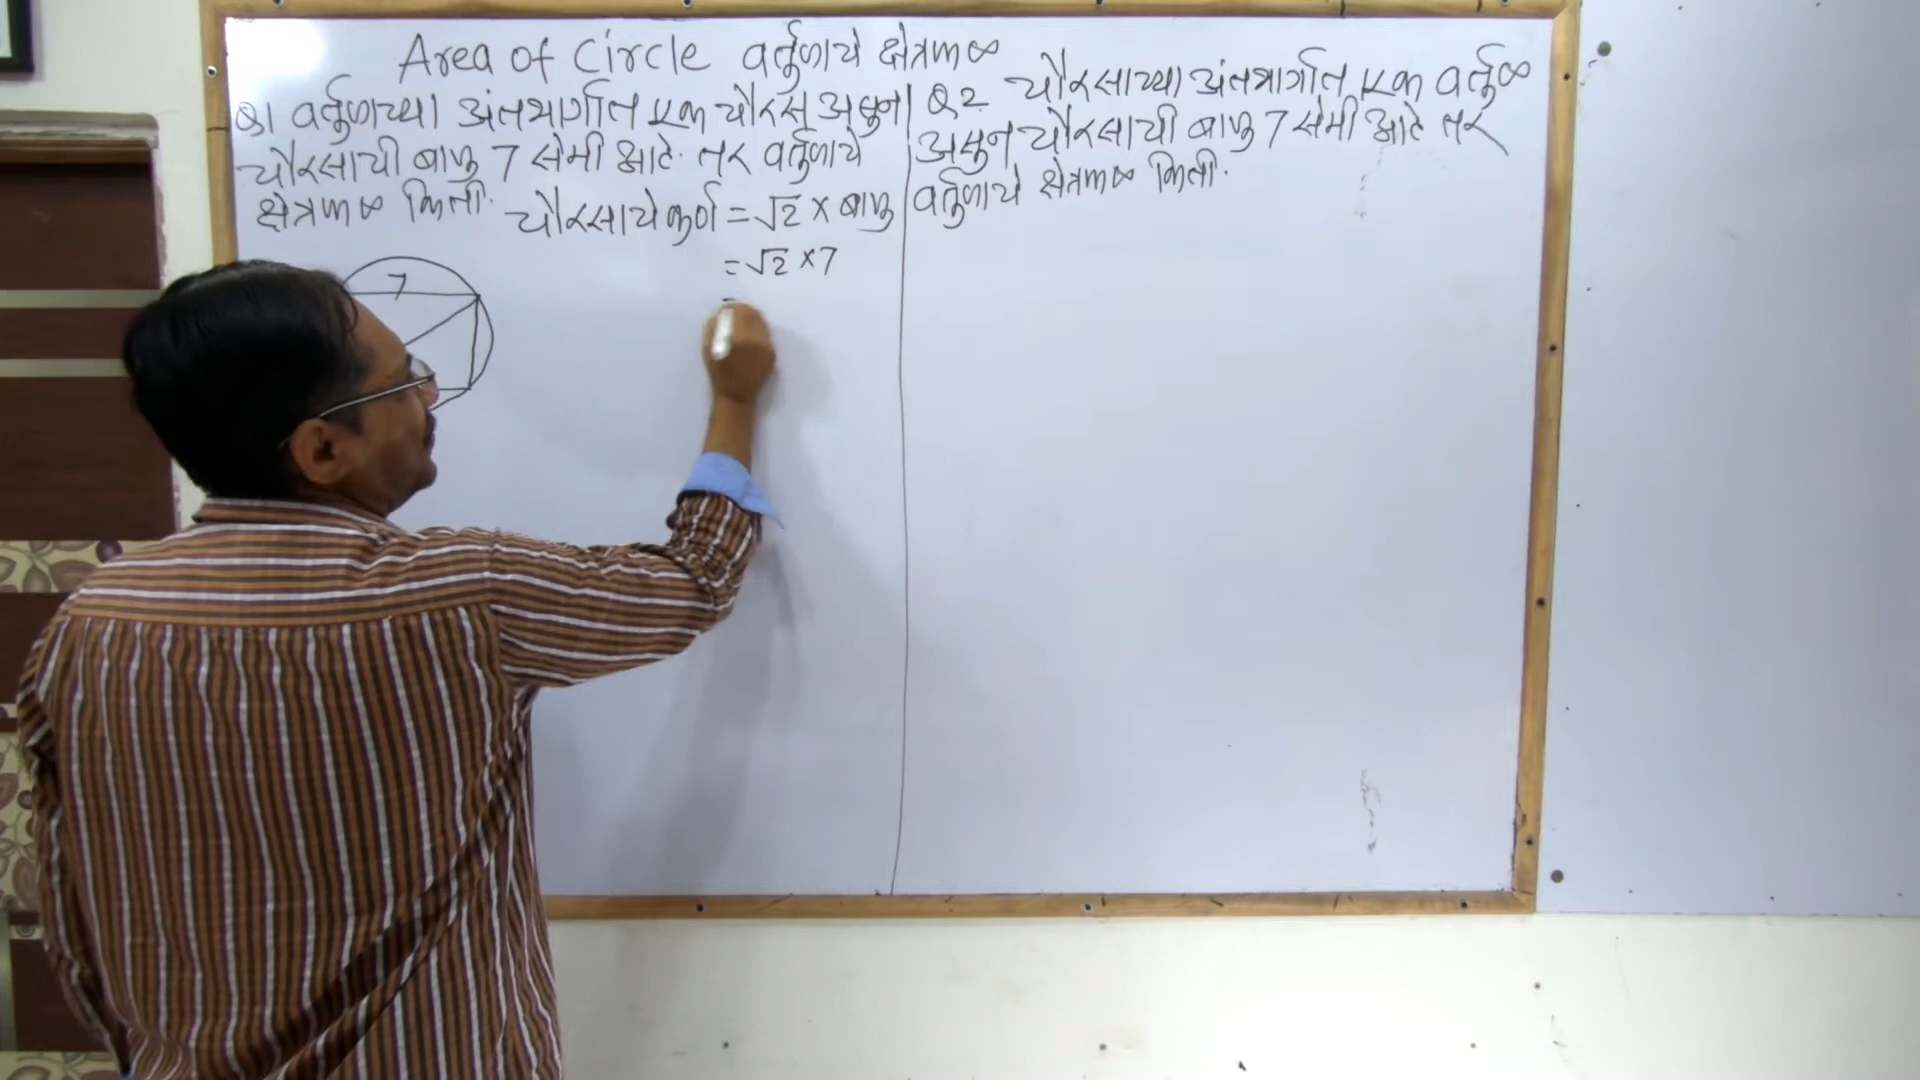 Area of Circle वर्तुळाचे क्षेत्रफळ
Q1 वर्तुळाच्या अंतर्भागात एक चौरस असून
चौरसाची बाजू 7 सेमी आहे. तर वर्तुळाचे
क्षेत्रफळ किती.
चौरसाचे कर्ण = √2 × बाजू
= √2 × 7
=
7
Q2 चौरसाच्या अंतर्भागात एक वर्तुळ
असून चौरसाची बाजू 7 सेमी आहे तर
वर्तुळाचे क्षेत्रफळ किती.